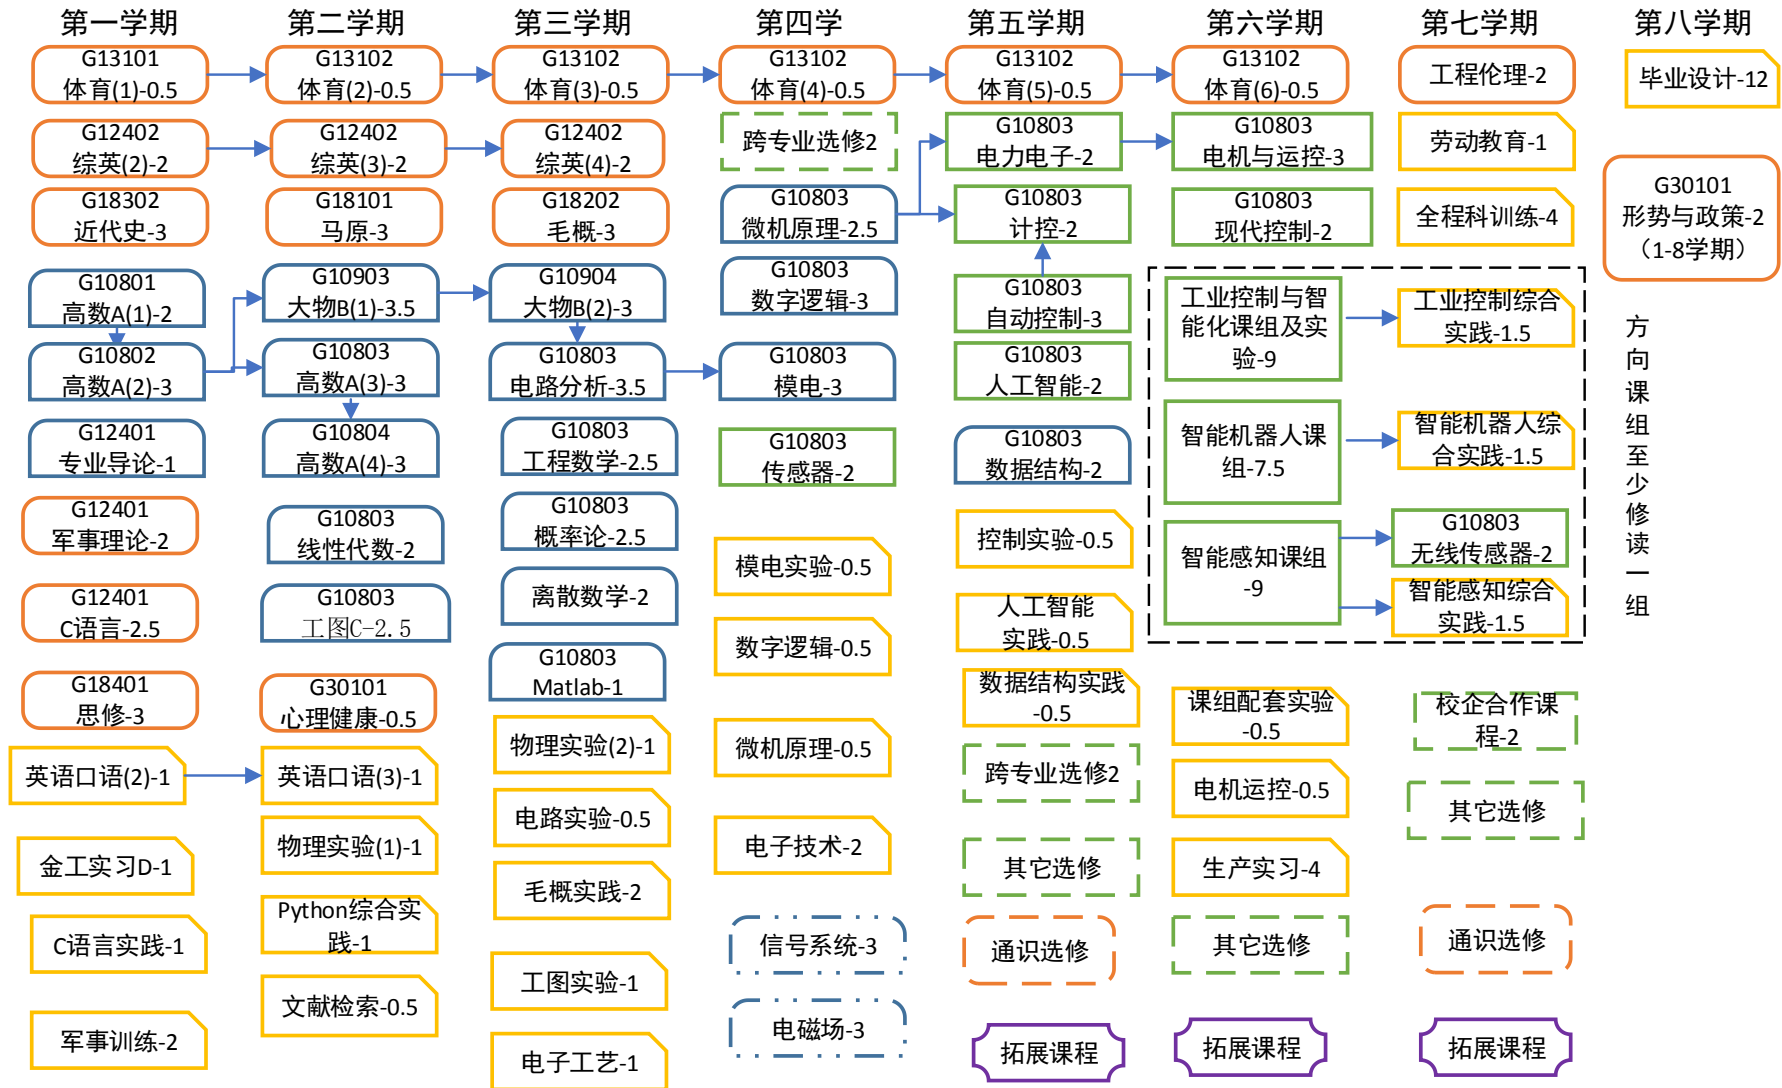 第一学期
第二学期
第三学期
第四学
第五学期
第六学期
第七学期
第八学期
G13101
体育(1)-0.5
G13102
体育(2)-0.5
G13102
体育(3)-0.5
G13102
体育(4)-0.5
G13102
体育(5)-0.5
G13102
体育(6)-0.5
工程伦理-2
毕业设计-12
G12402
综英(2)-2
G12402
综英(3)-2
G12402
综英(4)-2
跨专业选修2
G10803
电力电子-2
G10803
电机与运控-3
劳动教育-1
G18302
近代史-3
G18101
马原-3
G18202
毛概-3
G10803
微机原理-2.5
G10803
计控-2
G10803
现代控制-2
全程科训练-4
G30101
形势与政策-2
（1-8学期）
G10801
高数A(1)-2
G10903
大物B(1)-3.5
G10904
大物B(2)-3
G10803
数字逻辑-3
G10803
自动控制-3
工业控制与智
能化课组及实
验-9
工业控制综合
实践-1.5
G10802
高数A(2)-3
G10803
高数A(3)-3
G10803
电路分析-3.5
G10803
模电-3
G10803
人工智能-2
G12401
专业导论-1
G10804
高数A(4)-3
G10803
工程数学-2.5
G10803
传感器-2
G10803
数据结构-2
智能机器人课
组-7.5
智能机器人综
合实践-1.5
方
向
课
组
至
少
修
读
一
组
G12401
军事理论-2
G10803
线性代数-2
G10803
概率论-2.5
模电实验-0.5
控制实验-0.5
智能感知课组
-9
G10803
无线传感器-2
智能感知综合
实践-1.5
G12401
C语言-2.5
G10803
工图C-2.5
离散数学-2
数字逻辑-0.5
人工智能
实践-0.5
G18401
思修-3
G30101
心理健康-0.5
G10803
Matlab-1
数据结构实践
-0.5
课组配套实验
-0.5
校企合作课
程-2
英语口语(2)-1
英语口语(3)-1
物理实验(2)-1
微机原理-0.5
跨专业选修2
电机运控-0.5
其它选修
金工实习D-1
物理实验(1)-1
电路实验-0.5
电子技术-2
其它选修
生产实习-4
C语言实践-1
Python综合实
践-1
毛概实践-2
信号系统-3
通识选修
其它选修
通识选修
军事训练-2
文献检索-0.5
工图实验-1
电磁场-3
拓展课程
拓展课程
拓展课程
电子工艺-1